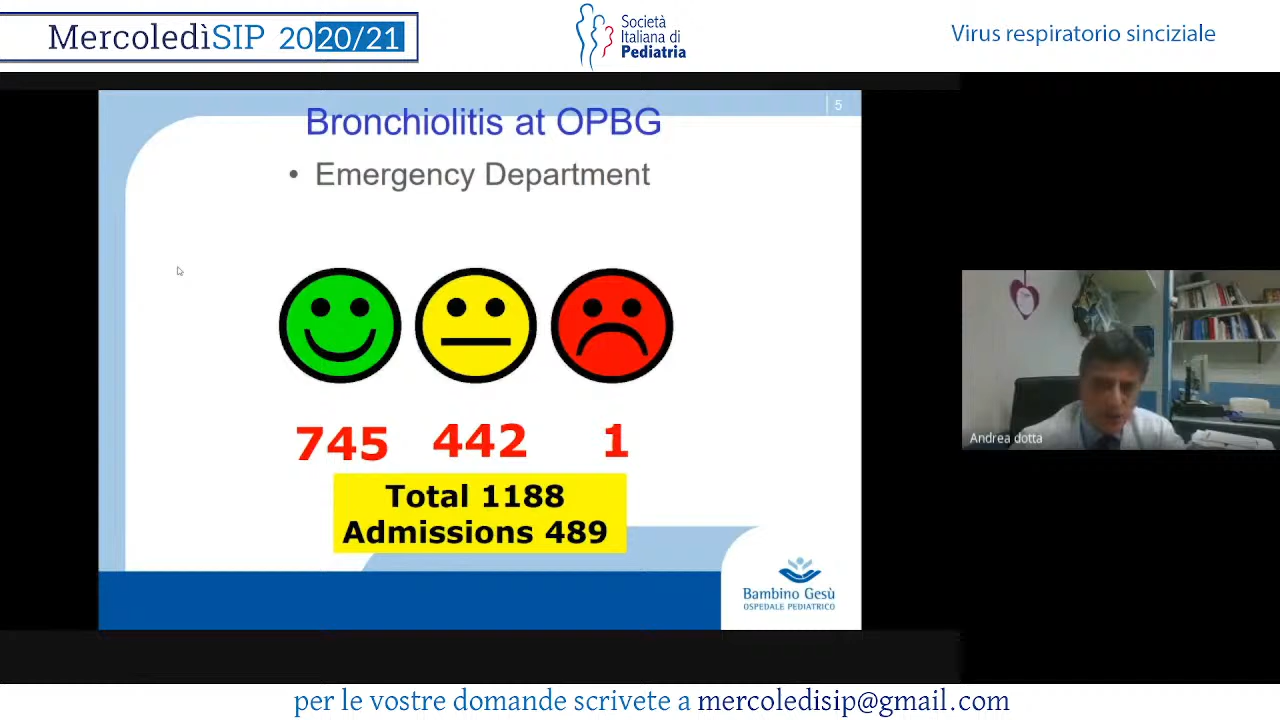 MercoledìSIP 2020/21
Società
Italiana di
Pediatria
Virus respiratorio sinciziale
5
Bronchiolitis at OPBG
• Emergency Department
745 442 1
Total 1188
Admissions 489
Bambino Gesù
OSPEDALE PEDIATRICO
Andrea dotta
per le vostre domande scrivete a mercoledisip@gmail.com